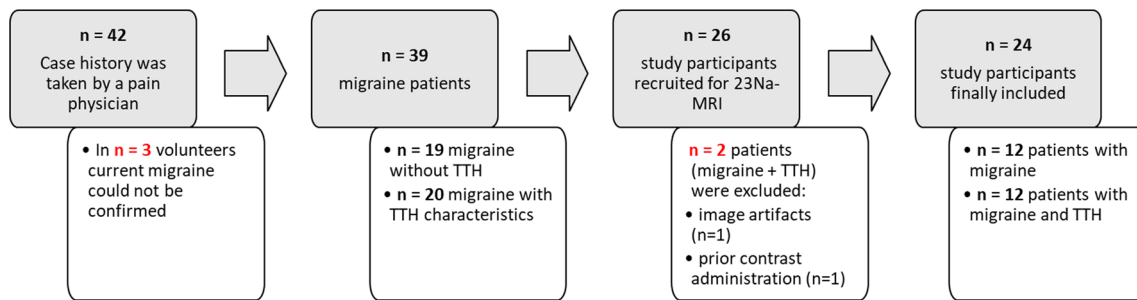 n = 42
Case history was
taken by a pain
physician
• In n = 3 volunteers
current migraine
could not be
confirmed
n = 39
migraine patients
• n = 19 migraine
without TTH
• n = 20 migraine with
TTH characteristics
n = 26
study participants
recruited for 23Na-
MRI
n = 2 patients
(migraine + TTH)
were excluded:
• image artifacts
(n=1)
• prior contrast
administration (n=1)
n = 24
study participants
finally included
• n = 12 patients with
migraine
• n = 12 patients with
migraine and TTH